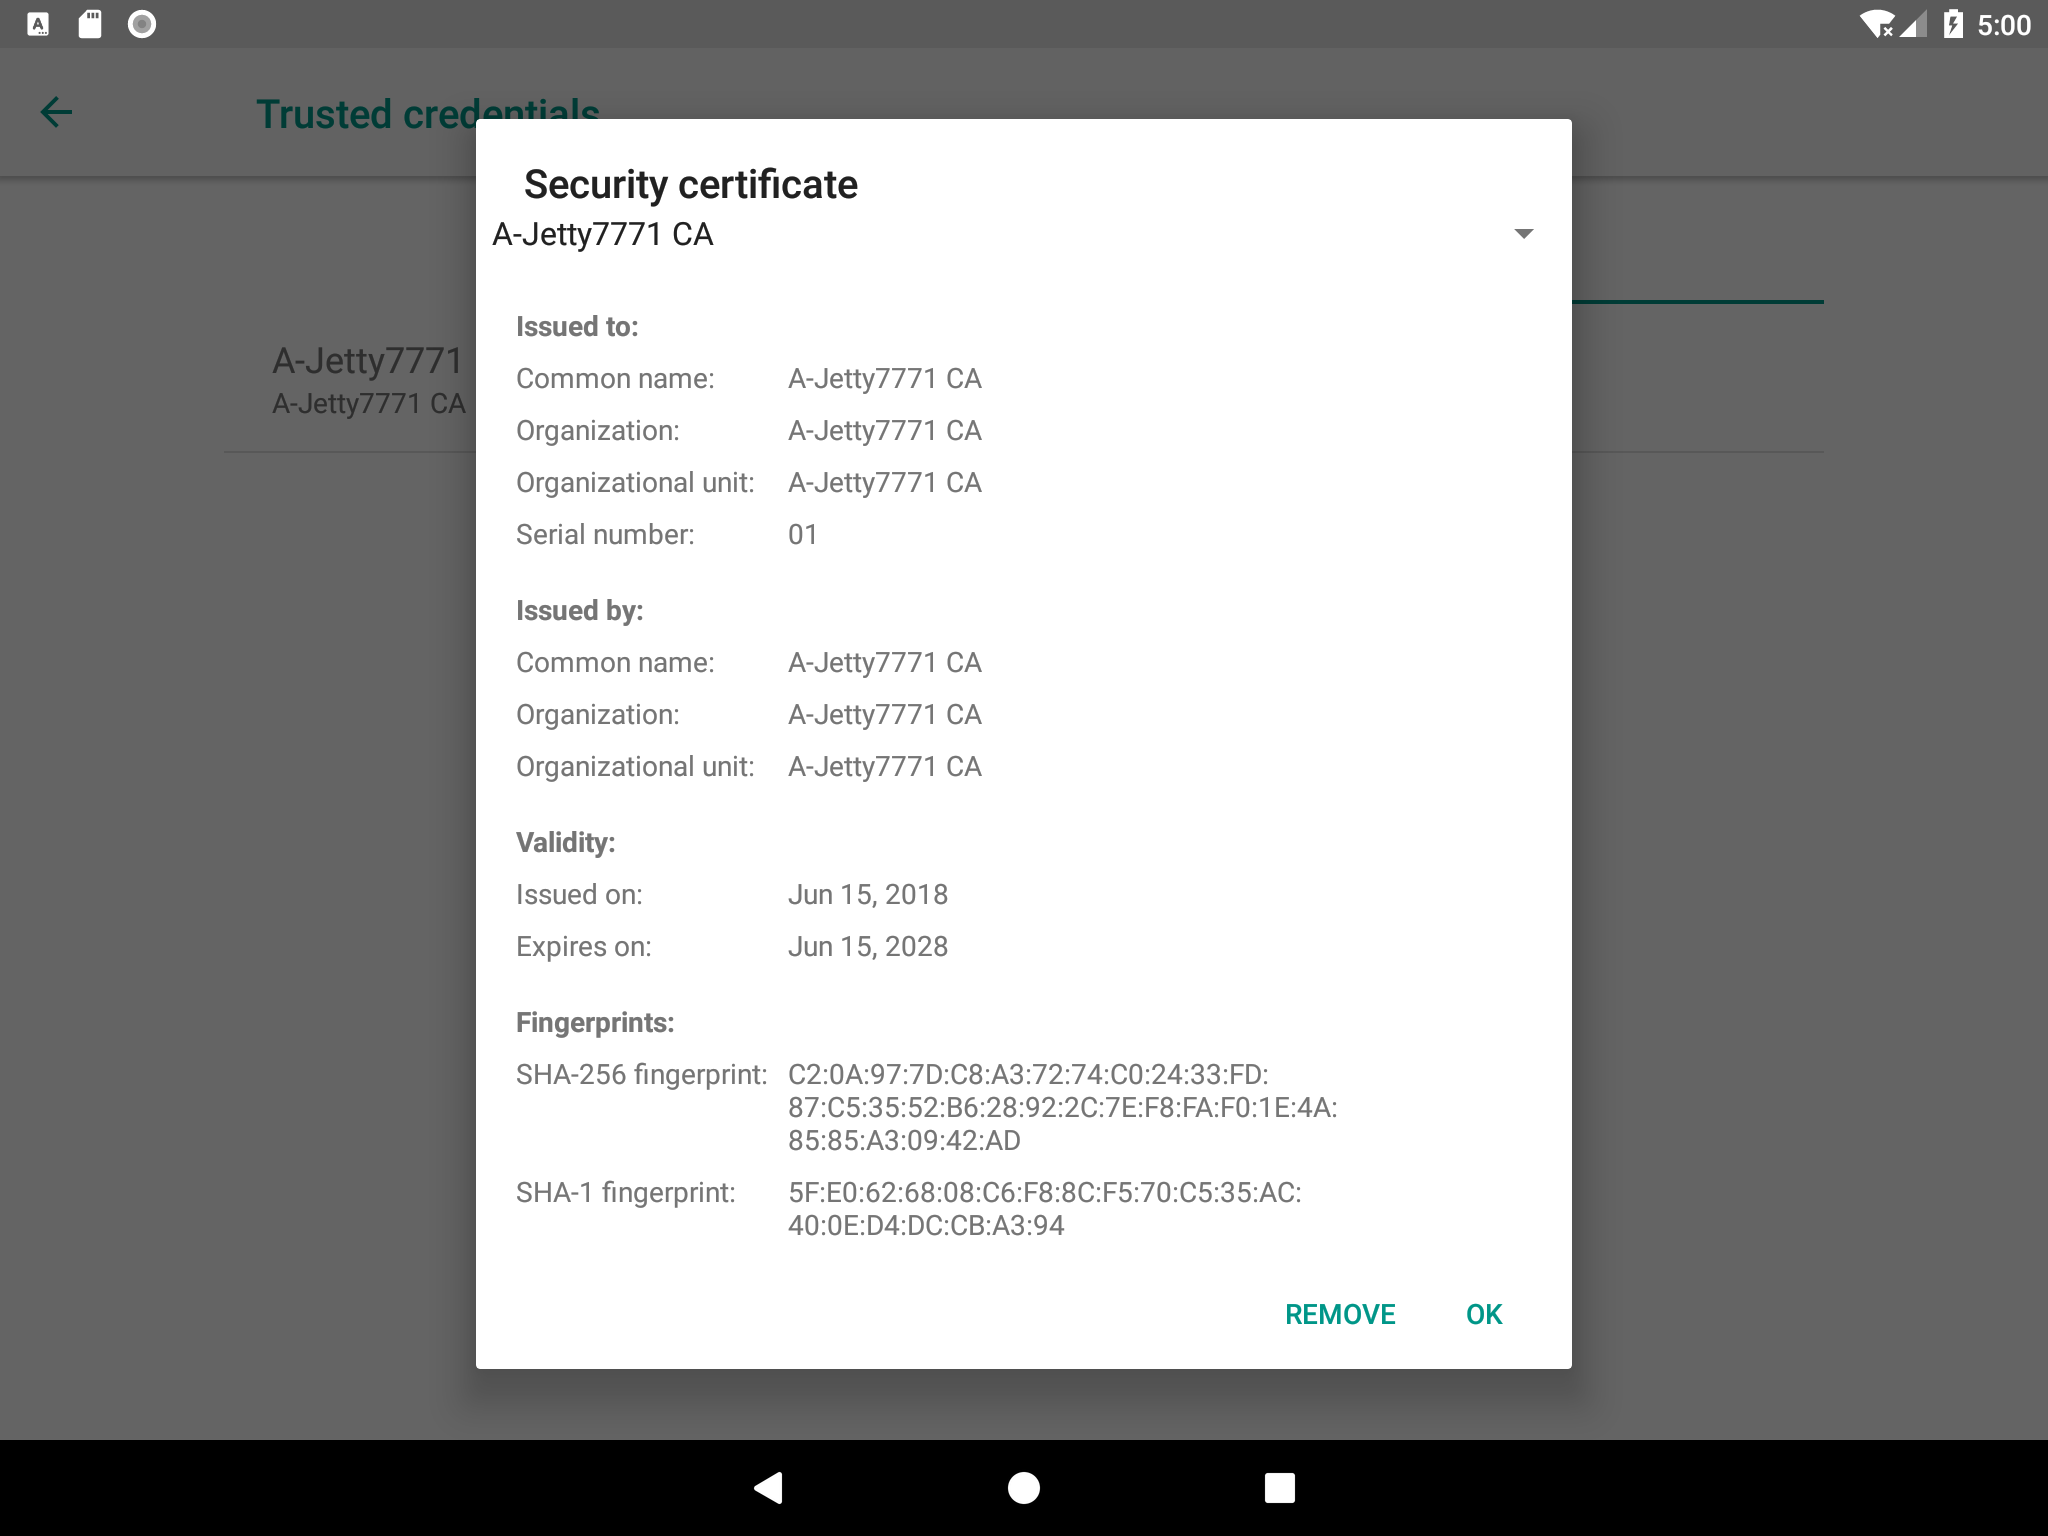 5:00
Trusted credentials
Security certificate
A-Jetty7771 CA
A-Jetty7771
A-Jetty7771 CA
Issued to:
Common name: A-Jetty7771 CA
Organization: A-Jetty7771 CA
Organizational unit: A-Jetty7771 CA
Serial number: 01
Issued by:
Common name: A-Jetty7771 CA
Organization: A-Jetty7771 CA
Organizational unit: A-Jetty7771 CA
Validity:
Issued on: Jun 15, 2018
Expires on: Jun 15, 2028
Fingerprints:
SHA-256 fingerprint: C2:0A:97:7D:C8:A3:72:74:C0:24:33:FD:
87:C5:35:52:B6:28:92:2C:7E:F8:FA:F0:1E:4A:
85:85:A3:09:42:AD
SHA-1 fingerprint: 5F:E0:62:68:08:C6:F8:8C:F5:70:C5:35:AC:
40:0E:D4:DC:CB:A3:94
REMOVE OK